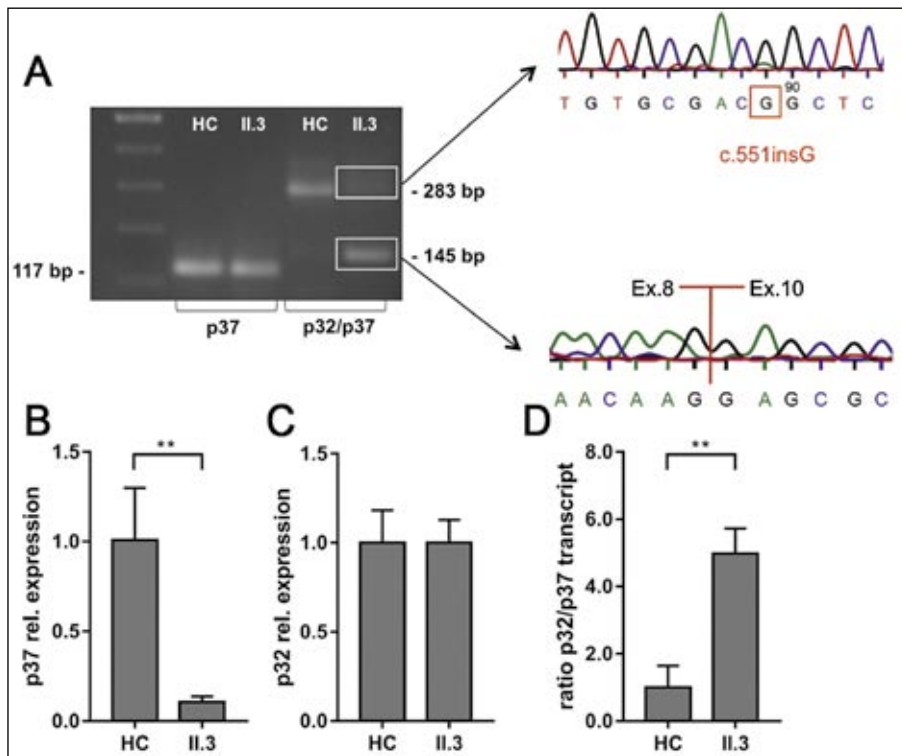 A
HC II.3 HC II.3
- 283 bp
- 145 bp
117 bp -
p37 p32/p37
90
T G T G C G A C G G C T C
c.551insG
Ex.8 Ex.10
A A C A A G G A G C G C
B
**
p37 rel. expression
1.5
1.0
0.5
0.0
HC II.3
C
p32 rel. expression
1.5
1.0
0.5
0.0
HC II.3
D
**
ratio p32/p37 transcript
8.0
6.0
4.0
2.0
0.0
HC II.3